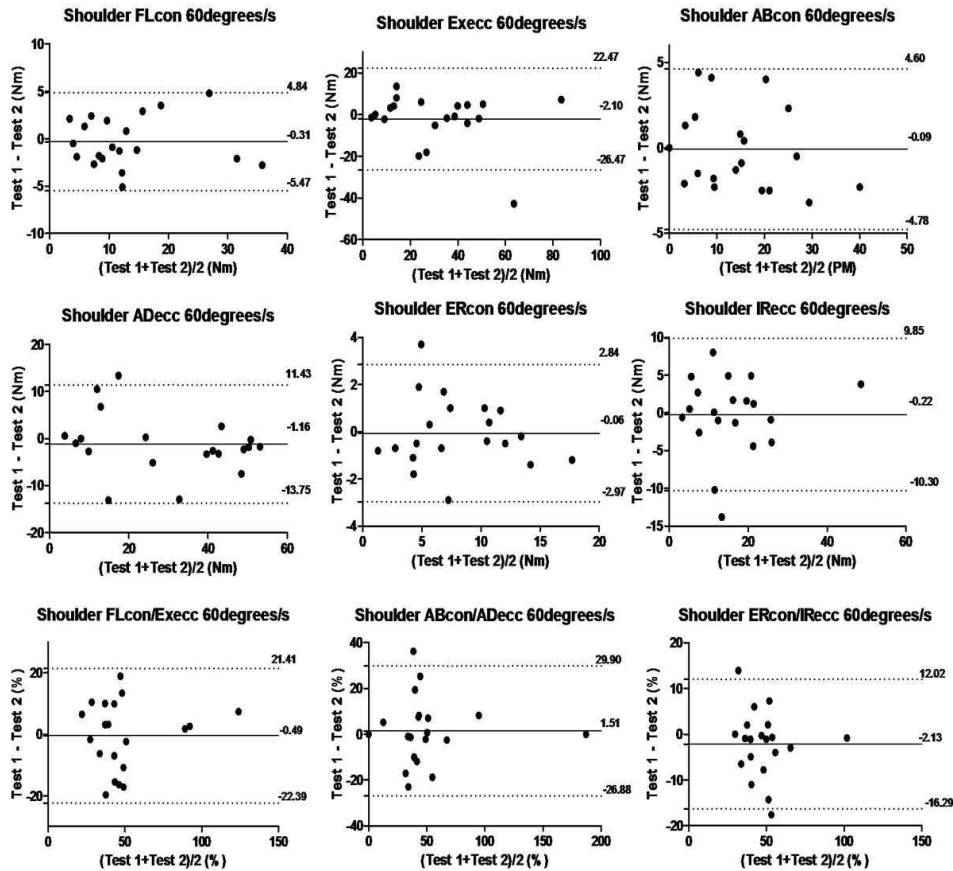 Shoulder FLcon 60degrees/s
Test 1 - Test 2 (Nm)
10
5
0
-5
-10
4.84
-0.31
-5.47
0 10 20 30 40
(Test 1+Test 2)/2 (Nm)
Shoulder Execc 60degrees/s
Test 1 - Test 2 (Nm)
20
0
-20
-40
-60
22.47
-2.10
-26.47
0 20 40 60 80 100
(Test 1+Test 2)/2 (Nm)
Shoulder ABcon 60degrees/s
Test 1 - Test 2 (Nm)
5
0
5
4.60
-0.09
-4.78
0 10 20 30 40 50
(Test 1+Test 2)/2 (PM)
Shoulder ADecc 60degrees/s
Test 1 - Test 2 (Nm)
20
10
0
-10
-20
11.43
-1.16
-13.75
0 20 40 60
(Test 1+Test 2)/2 (Nm)
Shoulder ERcon 60degrees/s
Test 1 - Test 2 (Nm)
4
2
0
-2
-4
2.84
-0.06
-2.97
0 5 10 15 20
(Test 1+Test 2)/2 (Nm)
Shoulder IRecc 60degrees/s
Test 1 - Test 2 (Nm)
10
5
0
-5
-10
-15
9.85
-0.22
-10.30
0 20 40 60
(Test 1+Test 2)/2 (Nm)
Shoulder FLcon/Execc 60degrees/s
Test 1 - Test 2 (%)
20
0
-20
21.41
-0.49
-22.39
0 50 100 150
(Test 1+Test 2)/2 (%)
Shoulder ABcon/ADecc 60degrees/s
Test 1 - Test 2 (%)
40
20
0
-20
-40
29.90
1.51
-26.88
0 50 100 150 200
(Test 1+Test 2)/2 (%)
Shoulder ERcon/IRecc 60degrees/s
Test 1 - Test 2 (%)
20
10
0
-10
-20
12.02
-2.13
-16.29
0 50 100 150
(Test 1+Test 2)/2 (%)